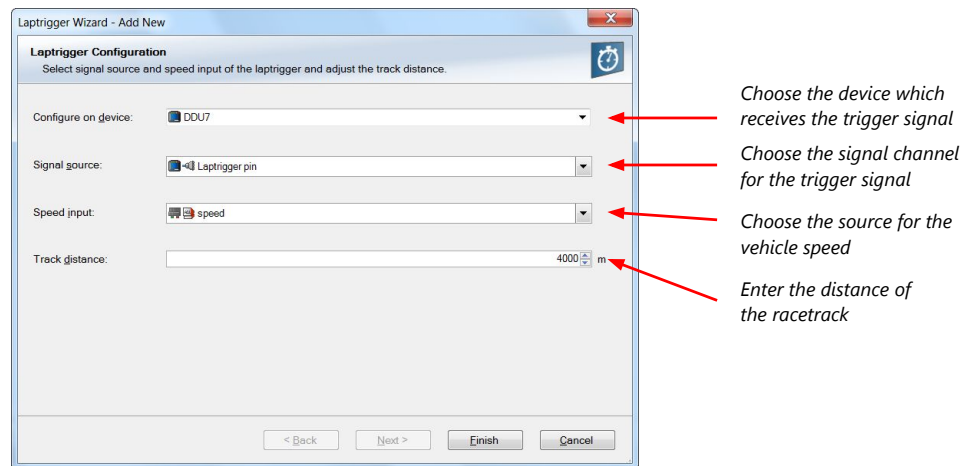 Laptrigger Wizard - Add New
Laptrigger Configuration
Select signal source and speed input of the laptrigger and adjust the track distance.
Configure on device:
DDU7
Choose the device which
receives the trigger signal
Signal source:
Laptrigger pin
Choose the signal channel
for the trigger signal
Speed input:
speed
Choose the source for the
vehicle speed
Track distance:
4000 m
Enter the distance of
the racetrack
< Back
Next >
Finish
Cancel